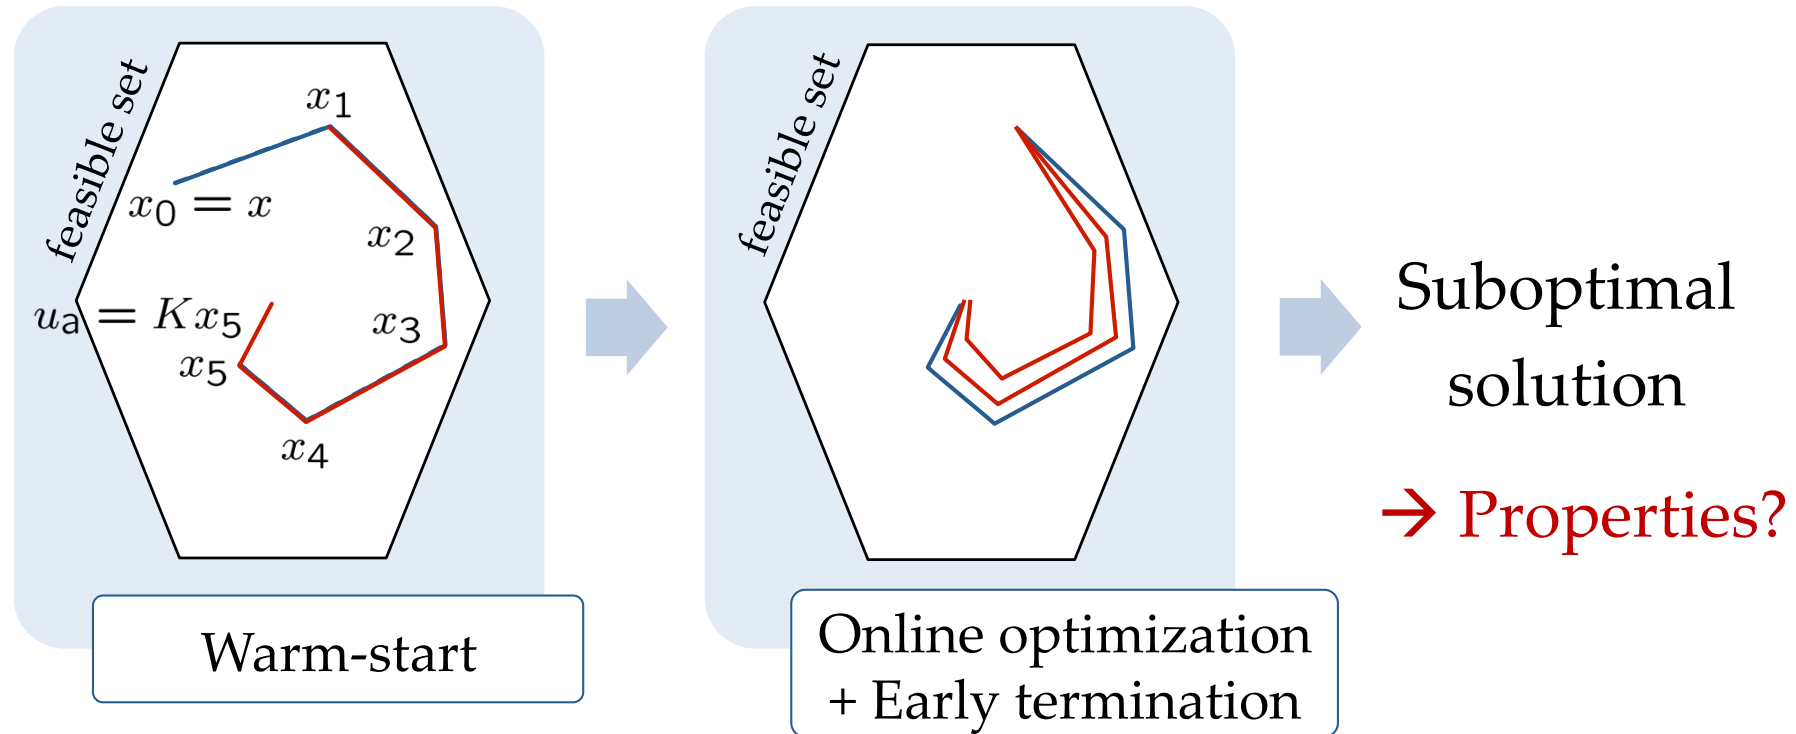 feasible set
x₁
x₀ = x
x₂
uₐ = Kx₅
x₃
x₅
x₄
Warm-start
feasible set
Online optimization
+ Early termination
Suboptimal
solution
→ Properties?